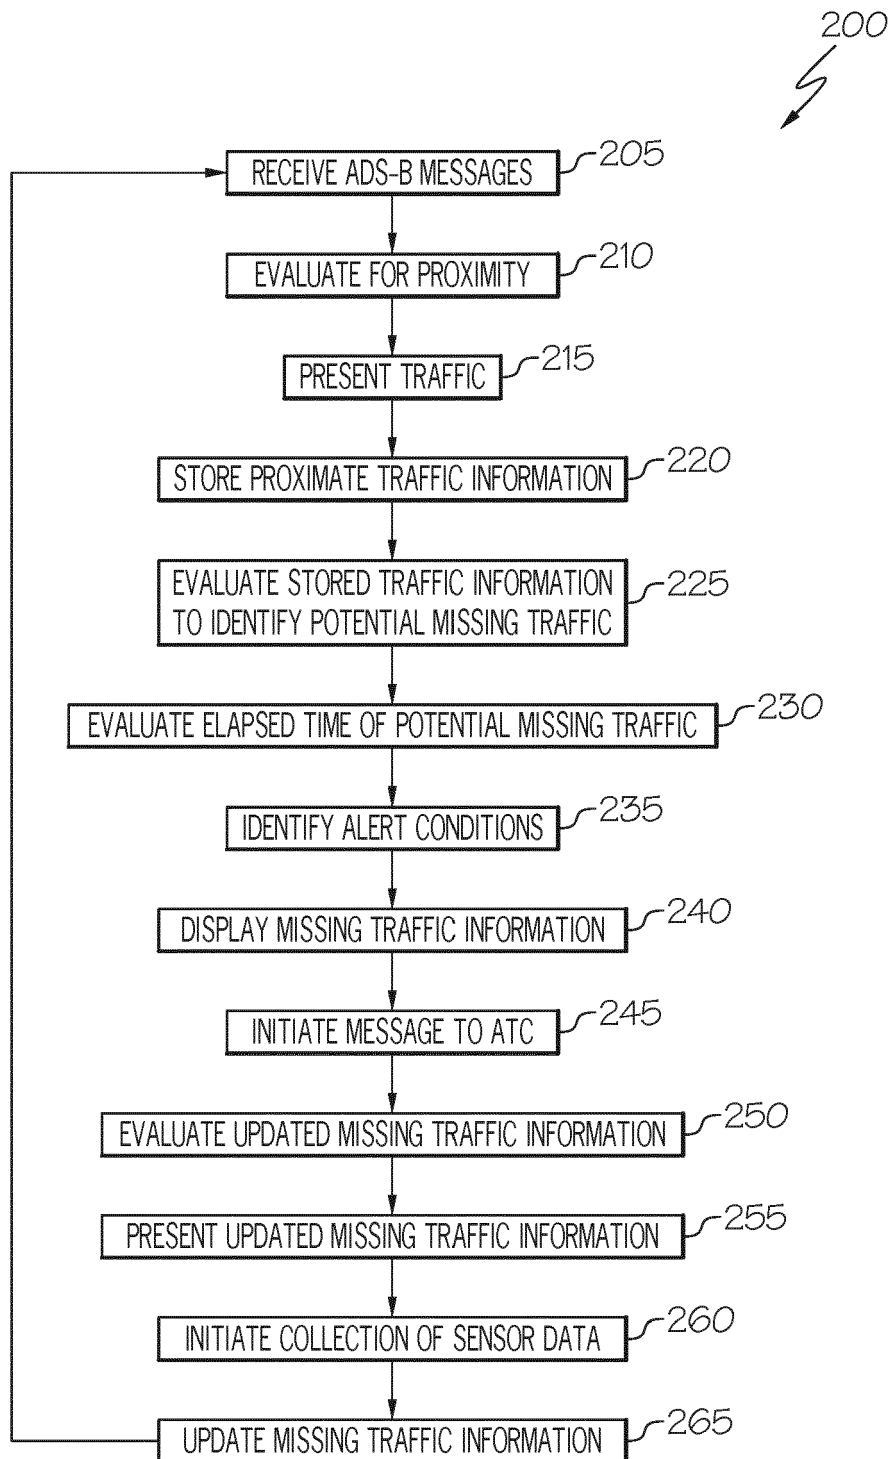 200
RECEIVE ADS-B MESSAGES
205
EVALUATE FOR PROXIMITY
210
PRESENT TRAFFIC
215
STORE PROXIMATE TRAFFIC INFORMATION
220
EVALUATE STORED TRAFFIC INFORMATION
TO IDENTIFY POTENTIAL MISSING TRAFFIC
225
EVALUATE ELAPSED TIME OF POTENTIAL MISSING TRAFFIC
230
IDENTIFY ALERT CONDITIONS
235
DISPLAY MISSING TRAFFIC INFORMATION
240
INITIATE MESSAGE TO ATC
245
EVALUATE UPDATED MISSING TRAFFIC INFORMATION
250
PRESENT UPDATED MISSING TRAFFIC INFORMATION
255
INITIATE COLLECTION OF SENSOR DATA
260
UPDATE MISSING TRAFFIC INFORMATION
265